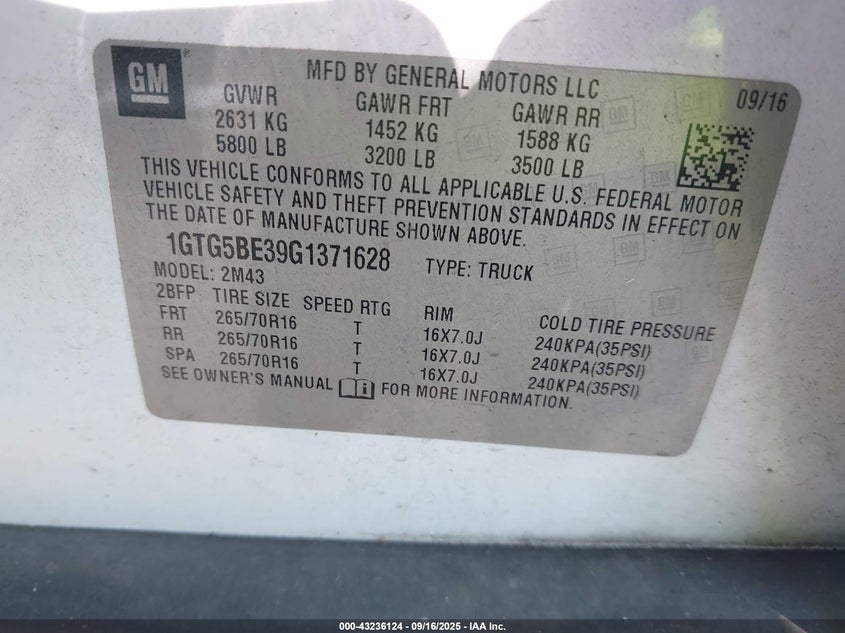 GM
MFD BY GENERAL MOTORS LLC
09/16
GVWR GAWR FRT GAWR RR
2631 KG 1452 KG 1588 KG
5800 LB 3200 LB 3500 LB
THIS VEHICLE CONFORMS TO ALL APPLICABLE U.S. FEDERAL MOTOR
VEHICLE SAFETY AND THEFT PREVENTION STANDARDS IN EFFECT ON
THE DATE OF MANUFACTURE SHOWN ABOVE.
1GTG5BE39G1371628 TYPE: TRUCK
MODEL: 2M43
2BFP TIRE SIZE SPEED RTG RIM COLD TIRE PRESSURE
FRT 265/70R16 T 16X7.0J 240KPA(35PSI)
RR 265/70R16 T 16X7.0J 240KPA(35PSI)
SPA 265/70R16 T 16X7.0J 240KPA(35PSI)
SEE OWNER'S MANUAL FOR MORE INFORMATION.
000-43236124 - 09/16/2025 - IAA Inc.